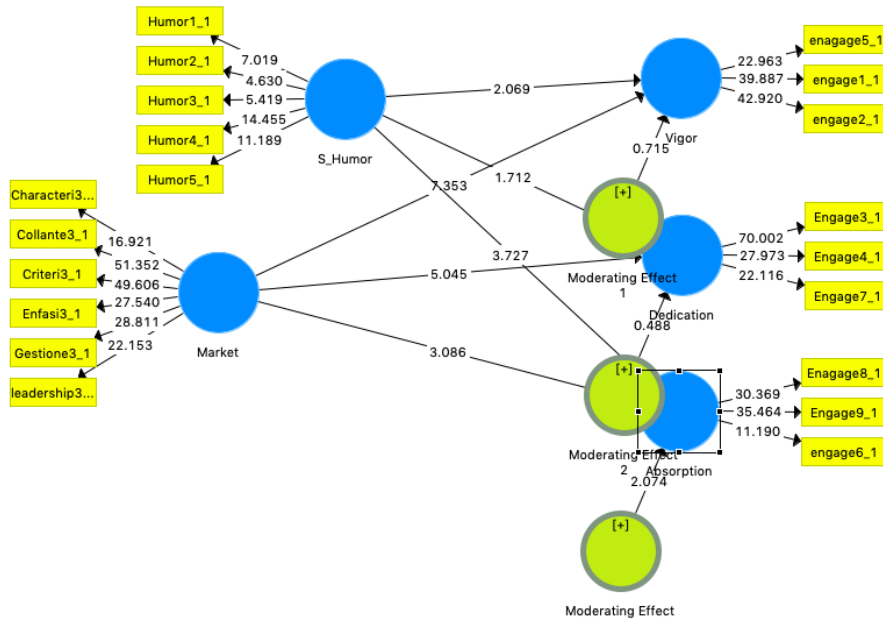 Humor1_1
Humor2_1
Humor3_1
Humor4_1
Humor5_1
7.019
4.630
5.419
14.455
11.189
S_Humor
2.069
22.963
39.887
42.920
enagage5_1
engage1_1
engage2_1
Vigor
0.715
7.353
1.712
3.727
[+]
Moderating Effect
1
Characteri3...
Collante3_1
Criteri3_1
Enfasi3_1
Gestione3_1
leadership3...
16.921
51.352
49.606
27.540
28.811
22.153
Market
5.045
3.086
70.002
27.973
22.116
Engage3_1
Engage4_1
Engage7_1
Dedication
0.488
[+]
Moderating Effect
2
30.369
35.464
11.190
Enagage8_1
Engage9_1
engage6_1
Absorption
2.074
[+]
Moderating Effect